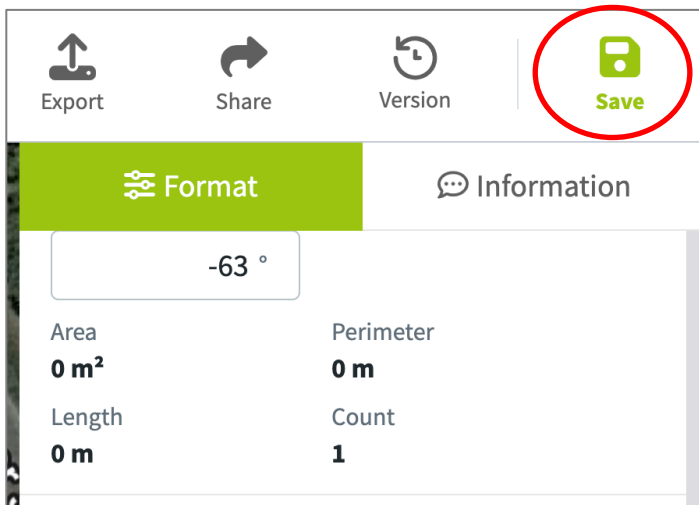 Export Share Version Save
Format Information
-63 °
Area Perimeter
0 m² 0 m
Length Count
0 m 1